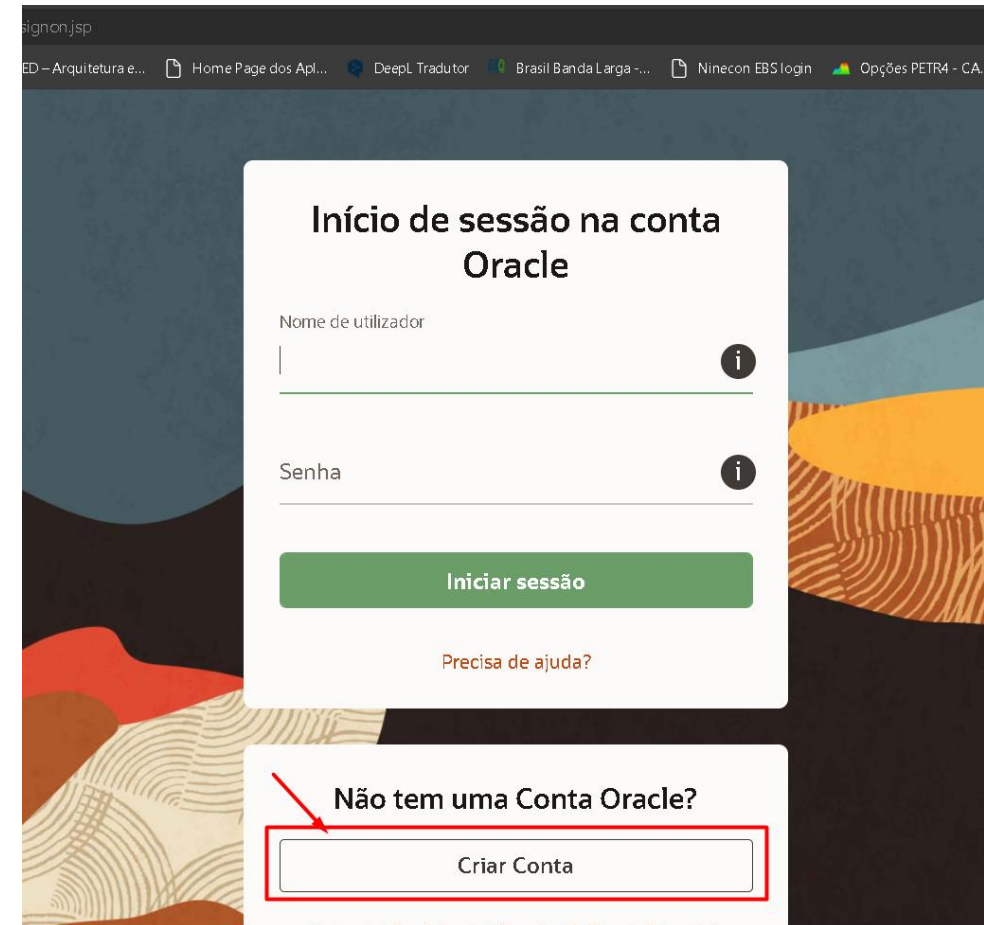 signon.jsp
ED – Arquitetura e... Home Page dos Apl... DeepL Tradutor Brasil Banda Larga -... Ninecon EBS login Opções PETR4 - CA.
Início de sessão na conta
Oracle
Nome de utilizador
i
Senha
i
Iniciar sessão
Precisa de ajuda?
Não tem uma Conta Oracle?
Criar Conta